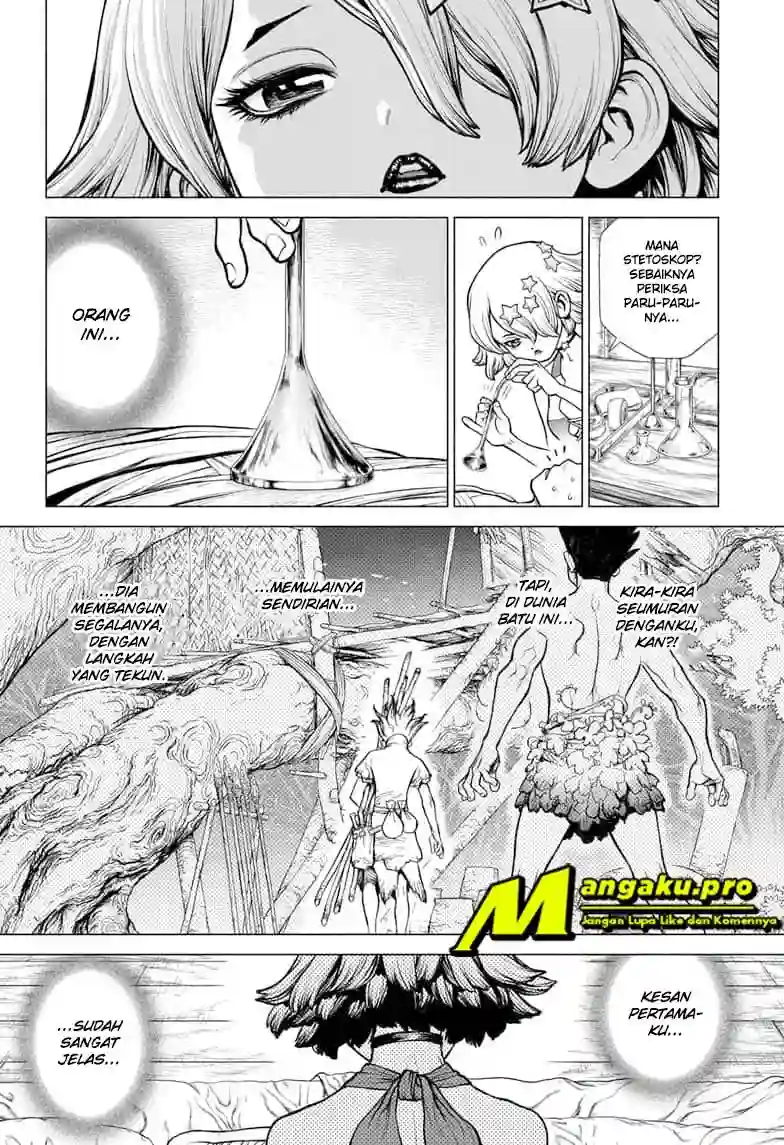 MANA
STETOSKOP?
SEBAIKNYA
PERIKSA
PARU-PARU-
NYA...
ORANG
INI...
KIRA-KIRA
SEUMURAN
DENGANKU,
KAN?!
TAPI,
DI DUNIA
BATU INI...
...MEMULAINYA
SENDIRIAN...
...DIA
MEMBANGUN
SEGALANYA,
DENGAN
LANGKAH
YANG TEKUN.
Mangaku.pro
Jangan Lupa Like dan Komennya
KESAN
PERTAMA-
KU...
...SUDAH
SANGAT
JELAS...